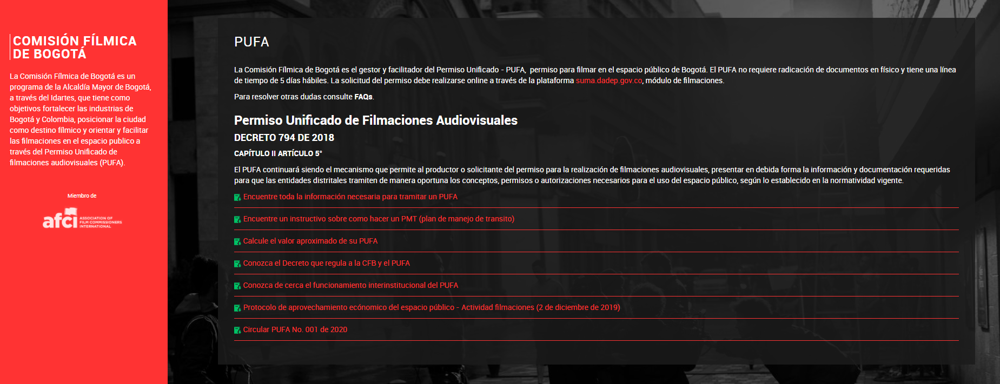 COMISIÓN FÍLMICA
DE BOGOTÁ
La Comisión Fílmica de Bogotá es un
programa de la Alcaldía Mayor de Bogotá,
a través del Idartes, que tiene como
objetivos fortalecer las industrias de
Bogotá y Colombia, posicionar la ciudad
como destino fílmico y orientar y facilitar
las filmaciones en el espacio publico a
través del Permiso Unificado de
filmaciones audiovisuales (PUFA).
Miembro de
afci ASSOCIATION OF
FILM COMMISSIONERS
INTERNATIONAL
PUFA
La Comisión Fílmica de Bogotá es el gestor y facilitador del Permiso Unificado - PUFA,  permiso para filmar en el espacio público de Bogotá. El PUFA no requiere radicación de documentos en físico y tiene una línea
de tiempo de 5 días hábiles. La solicitud del permiso debe realizarse online a través de la plataforma suma.dadep.gov.co, módulo de filmaciones.
Para resolver otras dudas consulte FAQs.
Permiso Unificado de Filmaciones Audiovisuales
DECRETO 794 DE 2018
CAPÍTULO II ARTÍCULO 5°
El PUFA continuará siendo el mecanismo que permite al productor o solicitante del permiso para la realización de filmaciones audiovisuales, presentar en debida forma la información y documentación requeridas
para que las entidades distritales tramiten de manera oportuna los conceptos, permisos o autorizaciones necesarios para el uso del espacio público, según lo establecido en la normatividad vigente.
Encuentre toda la información necesaria para tramitar un PUFA
Encuentre un instructivo sobre como hacer un PMT (plan de manejo de transito)
Calcule el valor aproximado de su PUFA
Conozca el Decreto que regula a la CFB y el PUFA
Conozca de cerca el funcionamiento interinstitucional del PUFA
Protocolo de aprovechamiento ecónomico del espacio público - Actividad filmaciones (2 de diciembre de 2019)
Circular PUFA No. 001 de 2020